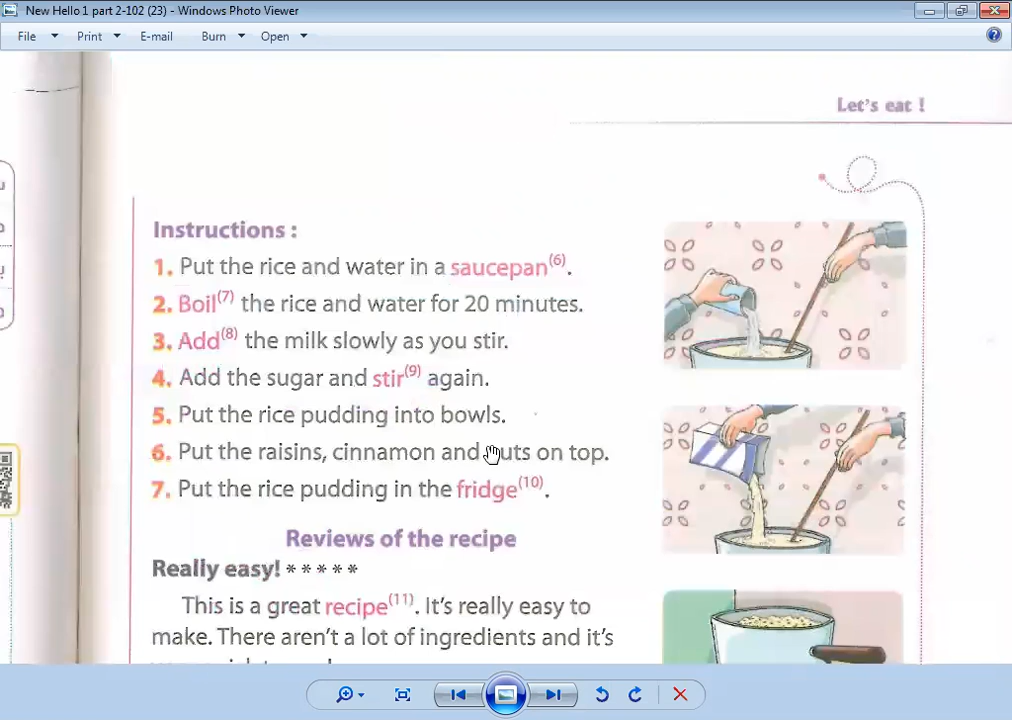 New Hello 1 part 2-102 (23) - Windows Photo Viewer
File Print E-mail Burn Open
Let's eat !
Instructions :
1. Put the rice and water in a saucepan(6).
2. Boil(7) the rice and water for 20 minutes.
3. Add(8) the milk slowly as you stir.
4. Add the sugar and stir(9) again.
5. Put the rice pudding into bowls.
6. Put the raisins, cinnamon and nuts on top.
7. Put the rice pudding in the fridge(10).
Reviews of the recipe
Really easy! * * * * *
This is a great recipe(11). It's really easy to
make. There aren't a lot of ingredients and it's